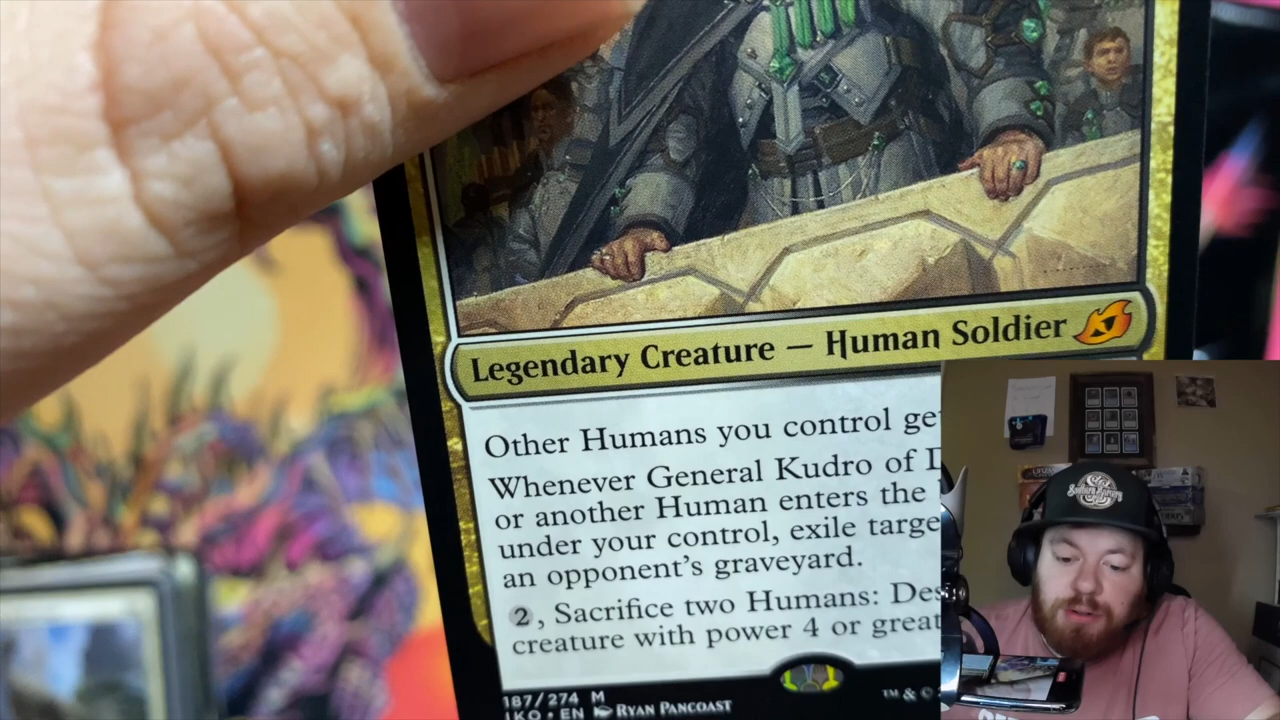 Legendary Creature — Human Soldier
Other Humans you control ge
Whenever General Kudro of D
or another Human enters the
under your control, exile targe
an opponent's graveyard.
2, Sacrifice two Humans: Des
creature with power 4 or great
187/274 M
IKO • EN RYAN PANCOAST
™ & ©